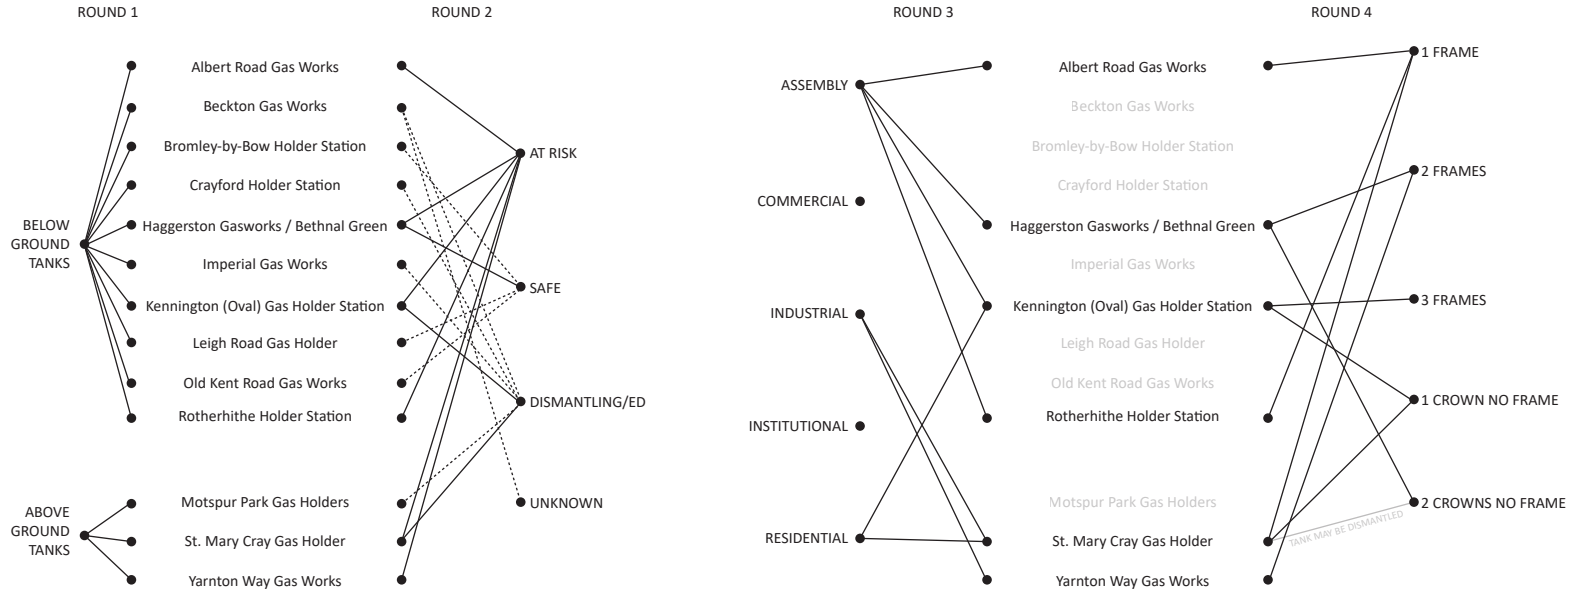 ROUND 1
ROUND 2
ROUND 3
ROUND 4
BELOW
GROUND
TANKS
ABOVE
GROUND
TANKS
Albert Road Gas Works
Beckton Gas Works
Bromley-by-Bow Holder Station
Crayford Holder Station
Haggerston Gasworks / Bethnal Green
Imperial Gas Works
Kennington (Oval) Gas Holder Station
Leigh Road Gas Holder
Old Kent Road Gas Works
Rotherhithe Holder Station
Motspur Park Gas Holders
St. Mary Cray Gas Holder
Yarnton Way Gas Works
AT RISK
SAFE
DISMANTLING/ED
UNKNOWN
ASSEMBLY
COMMERCIAL
INDUSTRIAL
INSTITUTIONAL
RESIDENTIAL
Albert Road Gas Works
Beckton Gas Works
Bromley-by-Bow Holder Station
Crayford Holder Station
Haggerston Gasworks / Bethnal Green
Imperial Gas Works
Kennington (Oval) Gas Holder Station
Leigh Road Gas Holder
Old Kent Road Gas Works
Rotherhithe Holder Station
Motspur Park Gas Holders
St. Mary Cray Gas Holder
Yarnton Way Gas Works
1 FRAME
2 FRAMES
3 FRAMES
1 CROWN NO FRAME
2 CROWNS NO FRAME
TANK MAY BE DISMANTLED